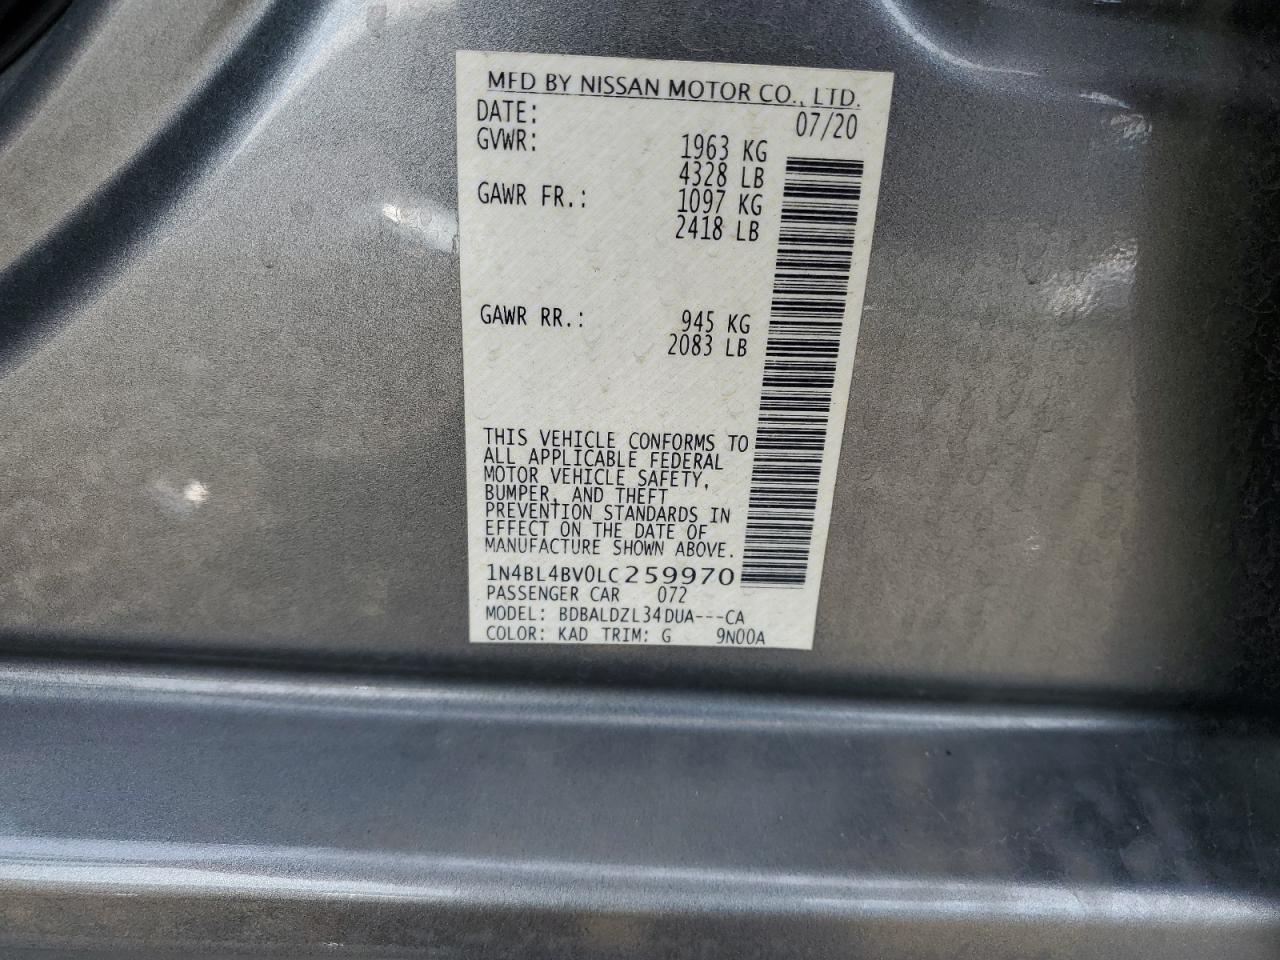 MFD BY NISSAN MOTOR CO., LTD.
DATE: 07/20
GVWR: 1963 KG
4328 LB
GAWR FR.: 1097 KG
2418 LB
GAWR RR.: 945 KG
2083 LB
THIS VEHICLE CONFORMS TO
ALL APPLICABLE FEDERAL
MOTOR VEHICLE SAFETY,
BUMPER, AND THEFT
PREVENTION STANDARDS IN
EFFECT ON THE DATE OF
MANUFACTURE SHOWN ABOVE.
1N4BL4BV0LC259970
PASSENGER CAR 072
MODEL: BDBALDZL34DUA---CA
COLOR: KAD TRIM: G 9N00A